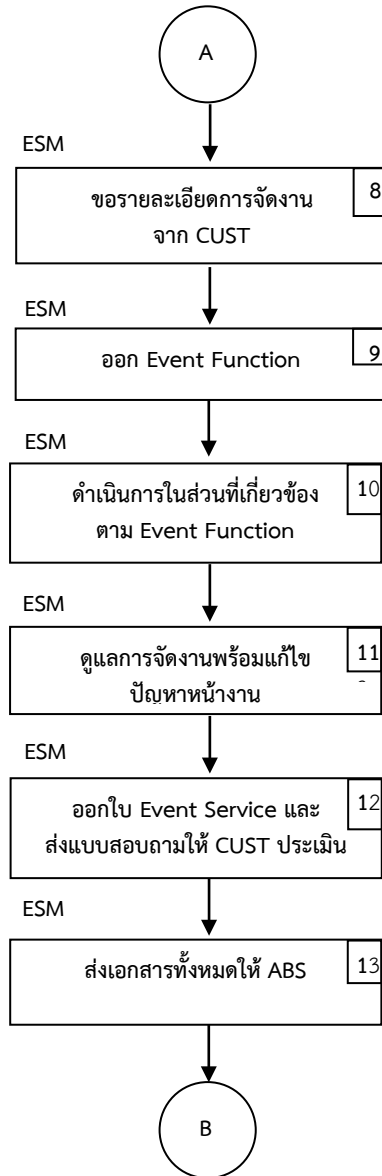 A
ESM
8
ขอรายละเอียดการจัดงาน
จาก CUST
ESM
9
ออก Event Function
ESM
10
ดำเนินการในส่วนที่เกี่ยวข้อง
ตาม Event Function
ESM
11
ดูแลการจัดงานพร้อมแก้ไข
ปัญหาหน้างาน
ESM
12
ออกใบ Event Service และ
ส่งแบบสอบถามให้ CUST ประเมิน
ESM
13
ส่งเอกสารทั้งหมดให้ ABS
B